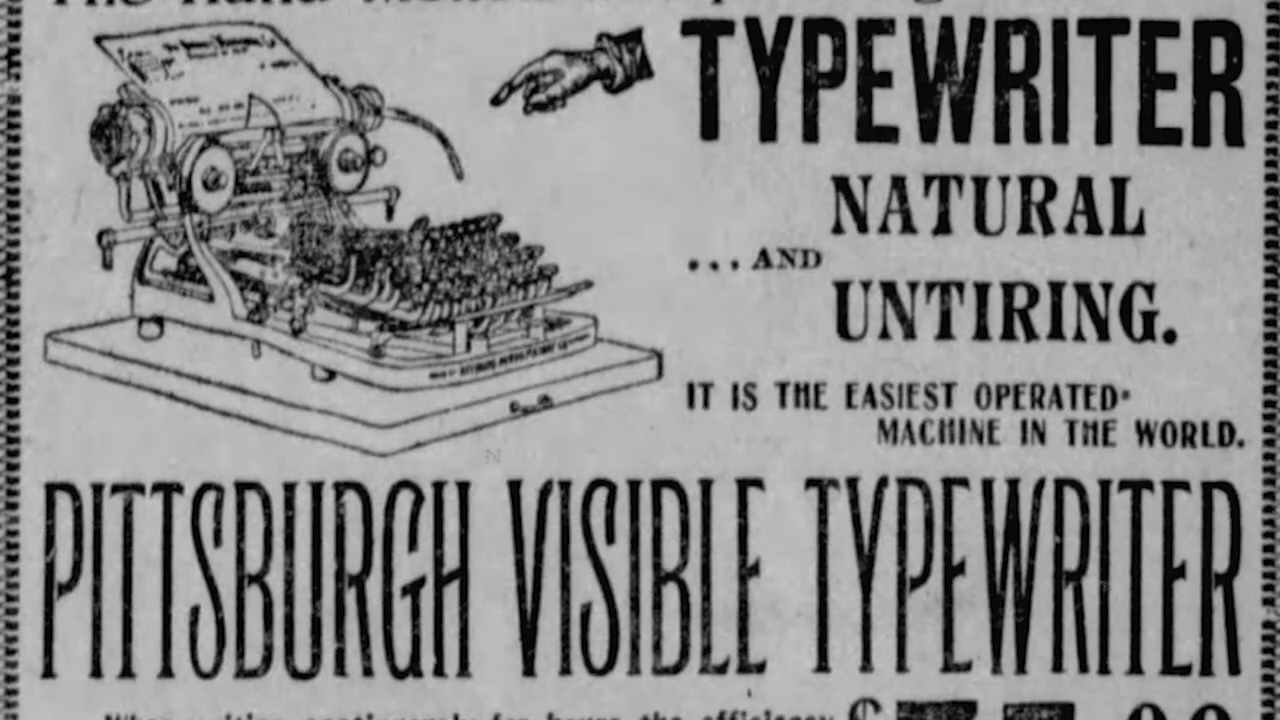 TYPEWRITER
NATURAL
...AND
UNTIRING.
IT IS THE EASIEST OPERATED
MACHINE IN THE WORLD.
PITTSBURGH VISIBLE TYPEWRITER